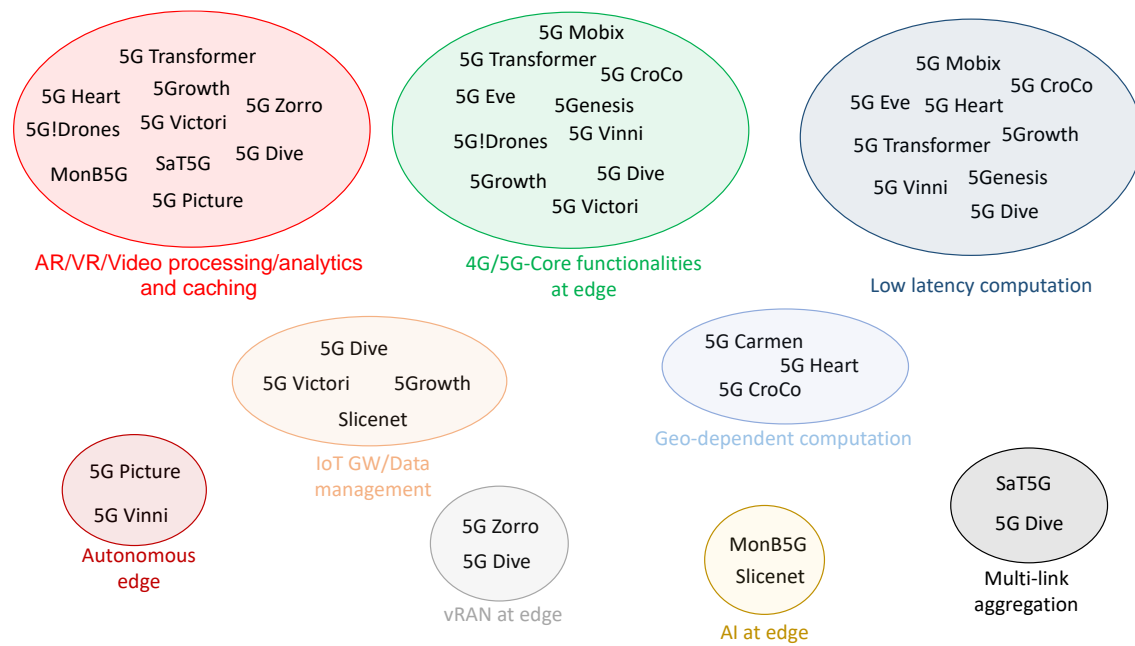 5G Transformer
5Growth
5G Heart
5G Zorro
5G!Drones
5G Victori
SaT5G
5G Dive
MonB5G
5G Picture
AR/VR/Video processing/analytics
and caching
5G Mobix
5G Transformer
5G CroCo
5G Eve
5Genesis
5G!Drones
5G Vinni
5Growth
5G Dive
5G Victori
4G/5G-Core functionalities
at edge
5G Mobix
5G CroCo
5G Eve
5G Heart
5G Transformer
5Growth
5G Vinni
5Genesis
5G Dive
Low latency computation
5G Dive
5G Victori
5Growth
Slicenet
IoT GW/Data
management
5G Carmen
5G Heart
5G CroCo
Geo-dependent computation
5G Picture
5G Vinni
Autonomous
edge
5G Zorro
5G Dive
vRAN at edge
MonB5G
Slicenet
AI at edge
SaT5G
5G Dive
Multi-link
aggregation